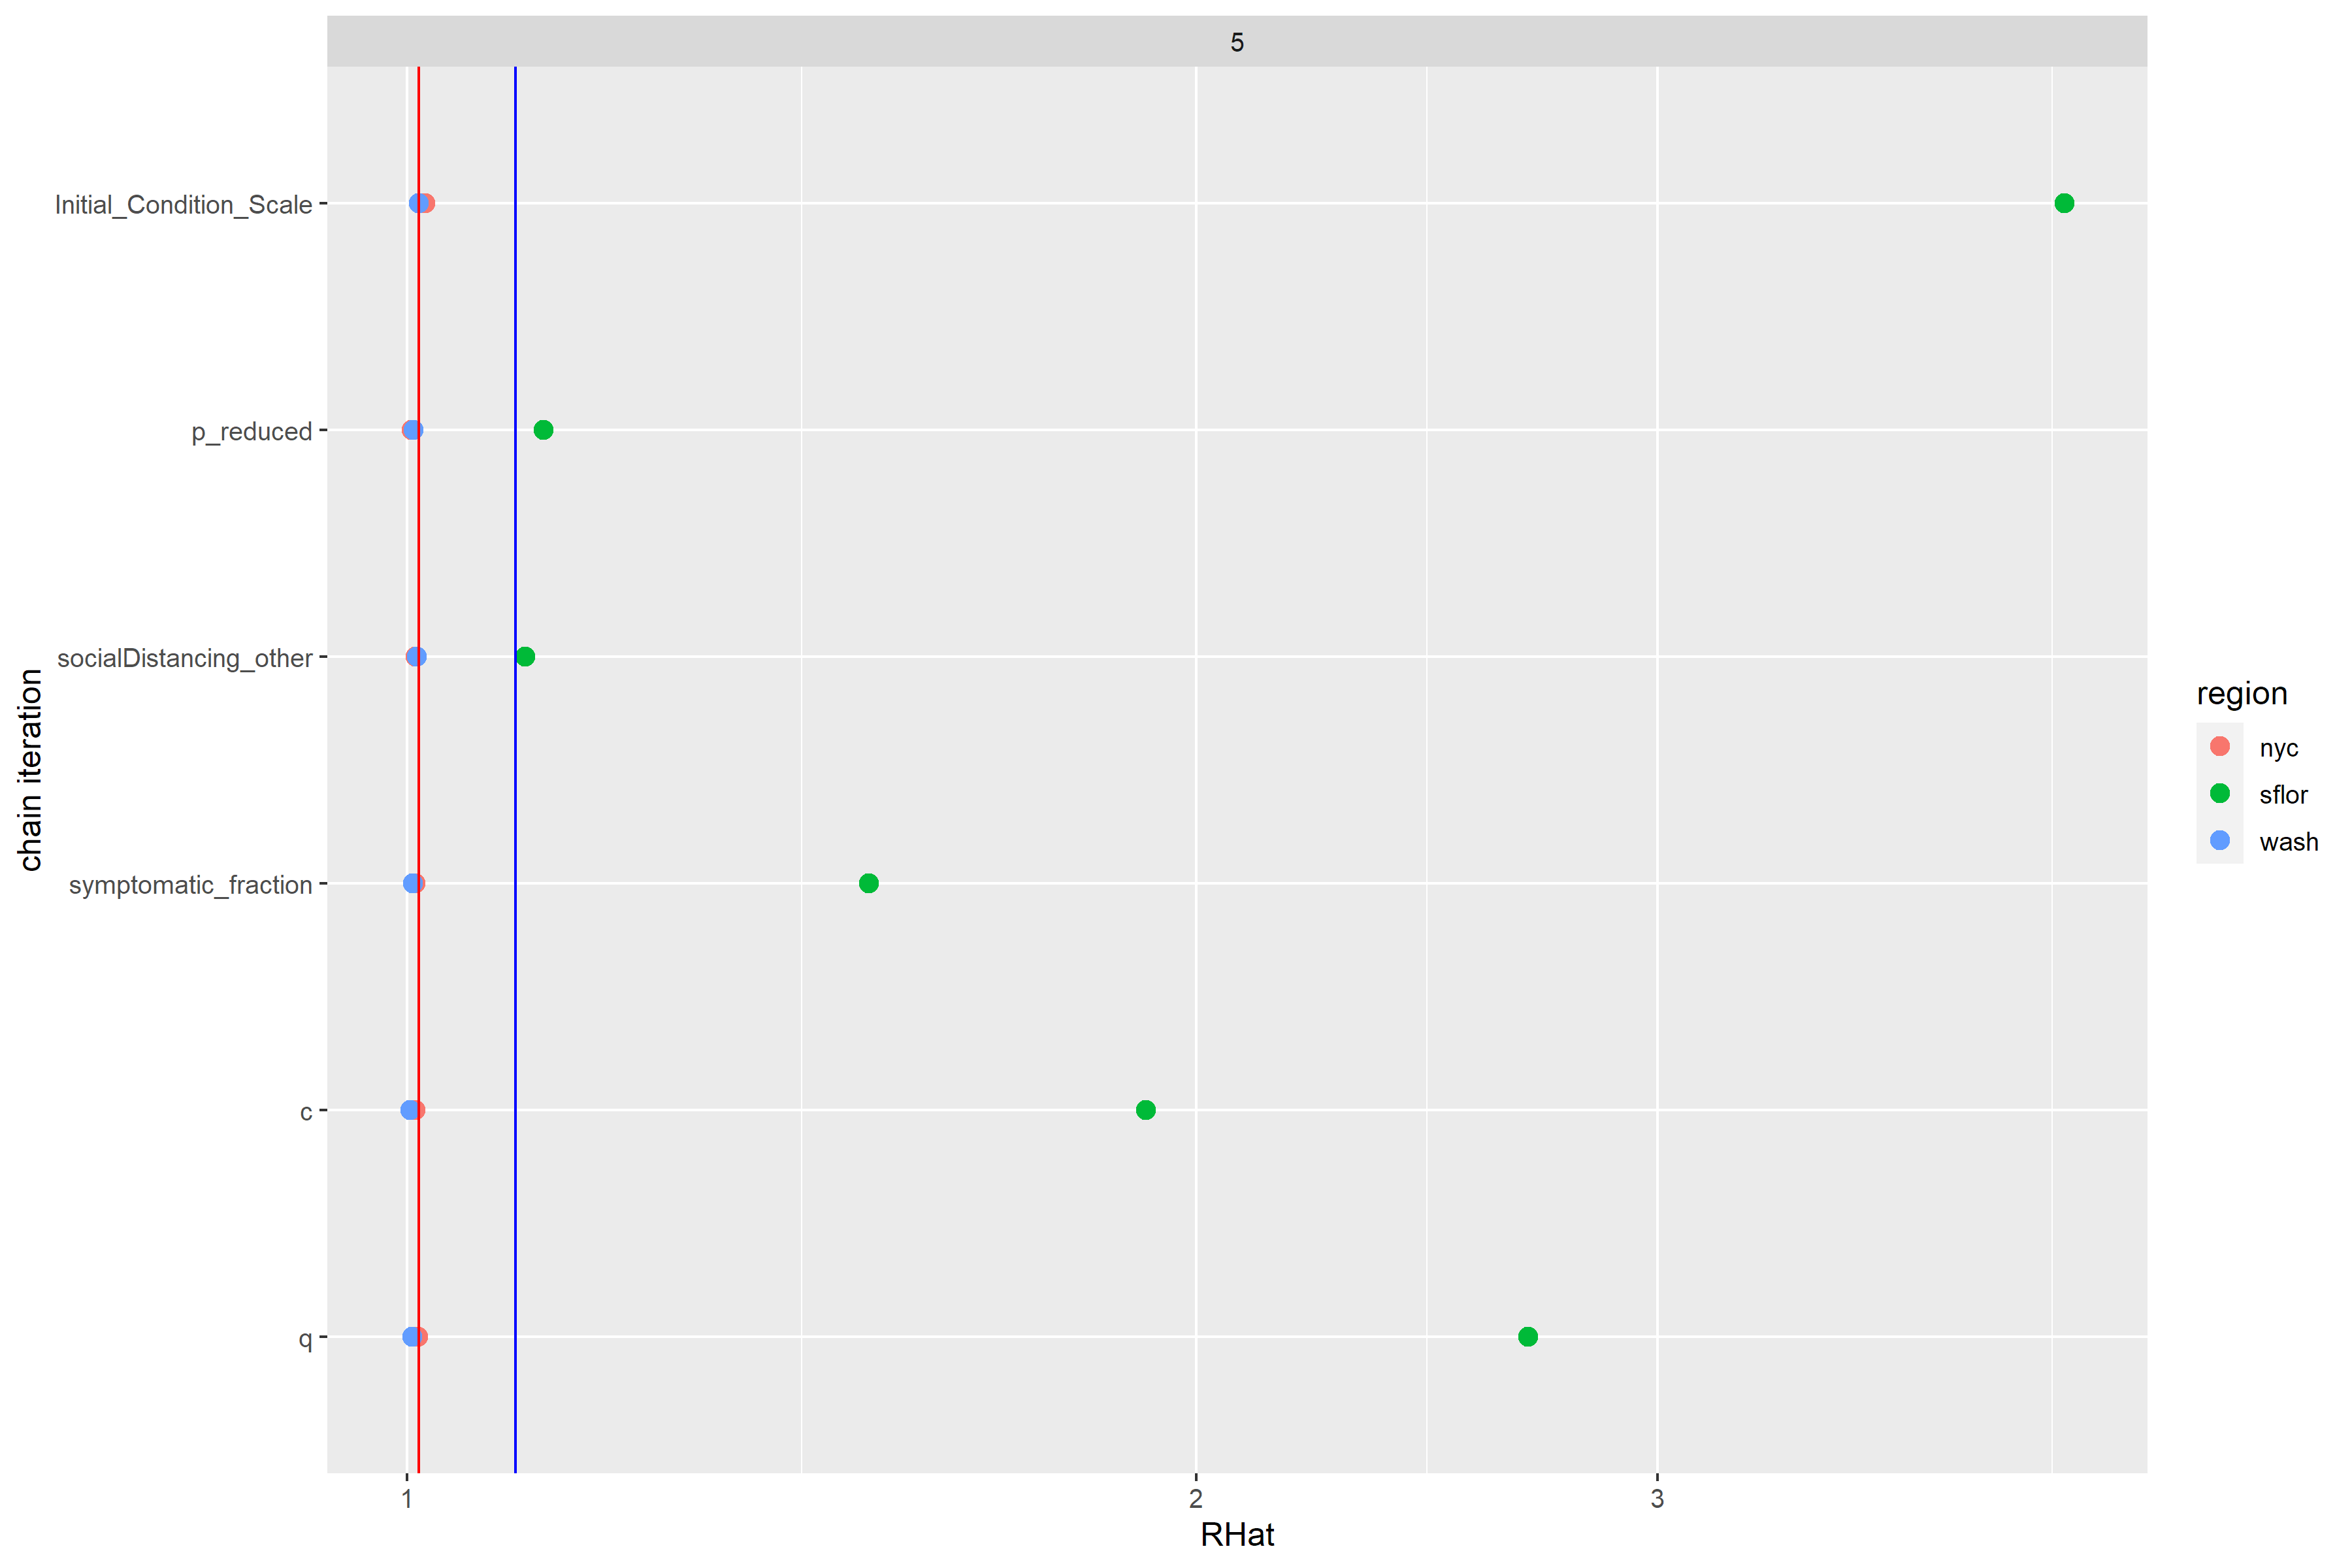 5
Initial_Condition_Scale
p_reduced
socialDistancing_other
symptomatic_fraction
c
q
chain iteration
1
2
3
RHat
region
nyc
sflor
wash